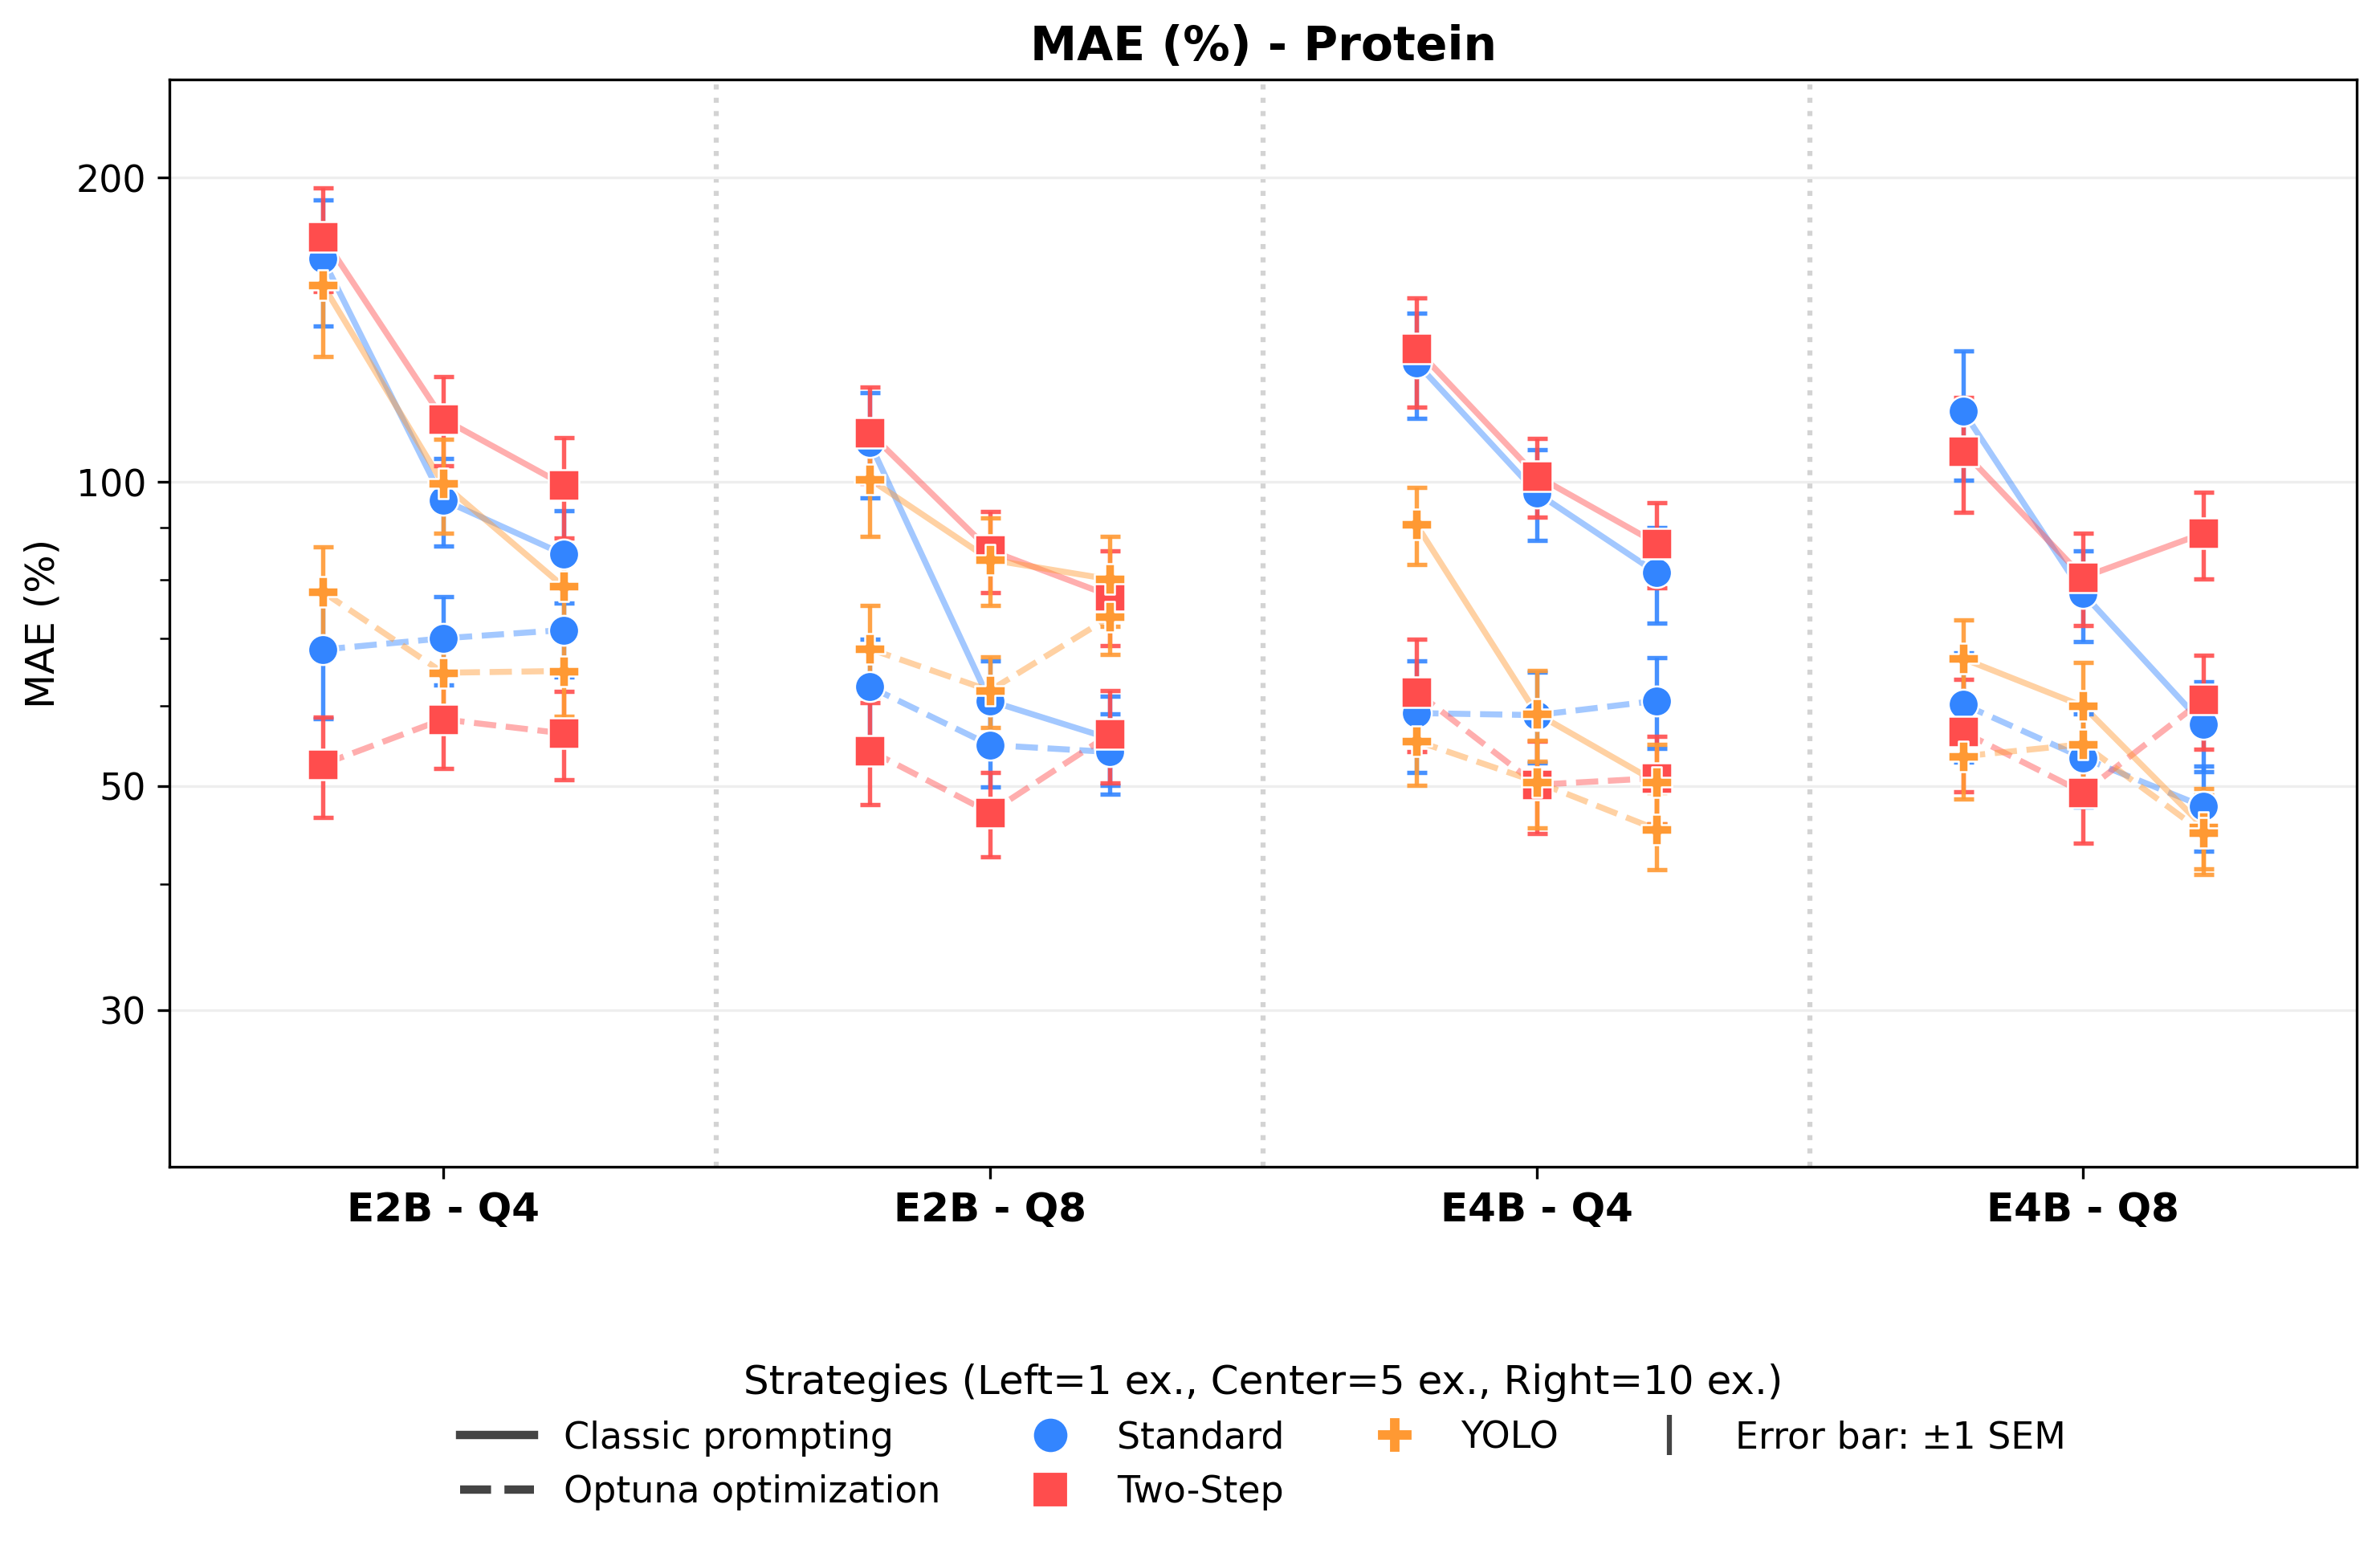 MAE (%) - Protein
MAE (%)
200
100
50
30
E2B - Q4
E2B - Q8
E4B - Q4
E4B - Q8
Strategies (Left=1 ex., Center=5 ex., Right=10 ex.)
Classic prompting
Optuna optimization
Standard
Two-Step
YOLO
Error bar: ±1 SEM